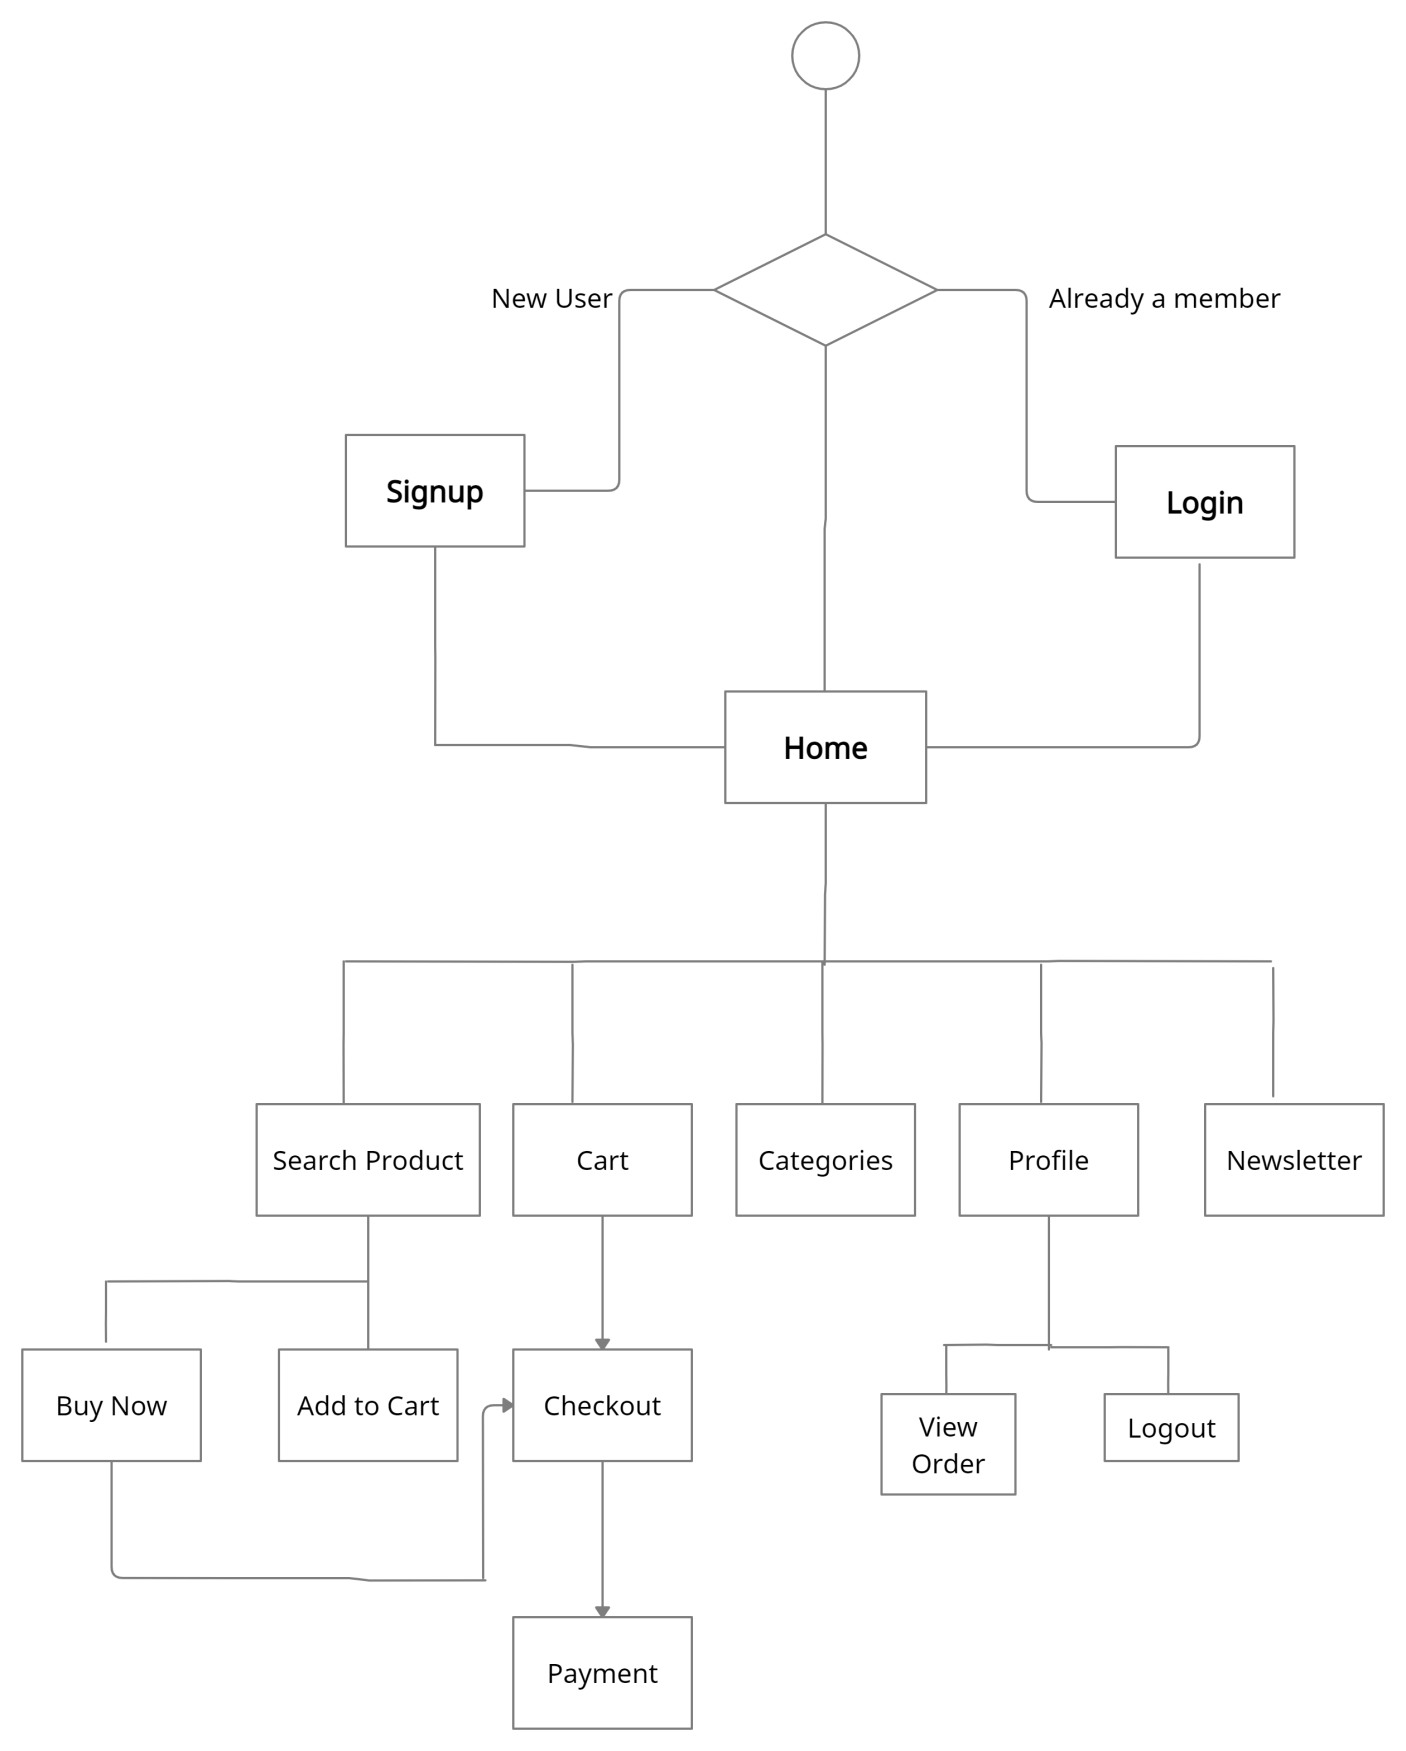 New User
Already a member
Signup
Login
Home
Search Product
Cart
Categories
Profile
Newsletter
Buy Now
Add to Cart
Checkout
View
Order
Logout
Payment